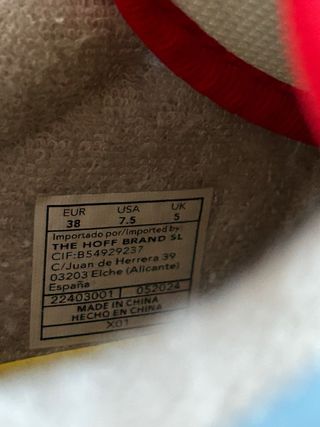 EUR USA UK
38 7.5 5
Importado por/imported by
THE HOFF BRAND SL
CIF:B54929237
C/Juan de Herrera 39
03203 Elche (Alicante)
España
22403001 052024
MADE IN CHINA
HECHO EN CHINA
X01